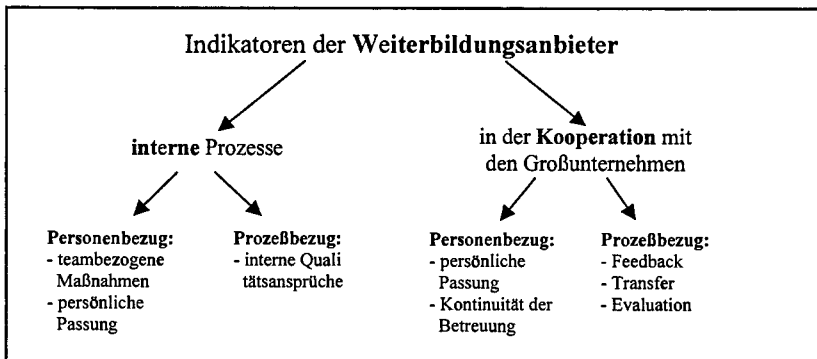 Indikatoren der Weiterbildungsanbieter
interne Prozesse
in der Kooperation mit
den Großunternehmen
Personenbezug:
- teambezogene
Maßnahmen
- persönliche
Passung
Prozeßbezug:
- interne Quali
tätsansprüche
Personenbezug:
- persönliche
Passung
- Kontinuität der
Betreuung
Prozeßbezug:
- Feedback
- Transfer
- Evaluation